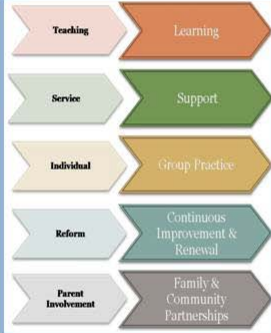 Teaching
Learning
Service
Support
Individual
Group Practice
Reform
Continuous
Improvement &
Renewal
Parent
Involvement
Family &
Community
Partnerships